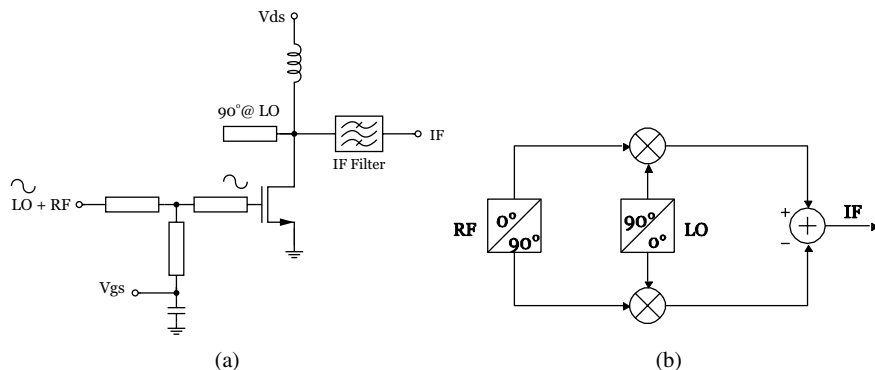 Vds
90°@ LO
IF
IF Filter
LO + RF
Vgs
(a)
RF
0°
90°
90°
0°
LO
+
−
IF
(b)